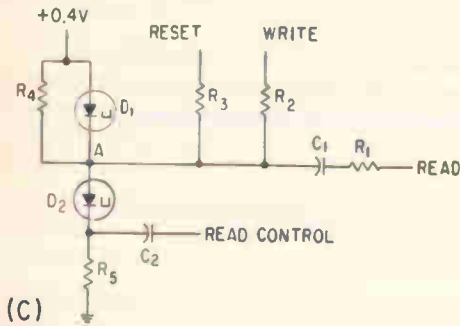 +0.4V
RESET
WRITE
R4
D1
R3
R2
A
C1
R1
READ
D2
C2
READ CONTROL
R5
(C)